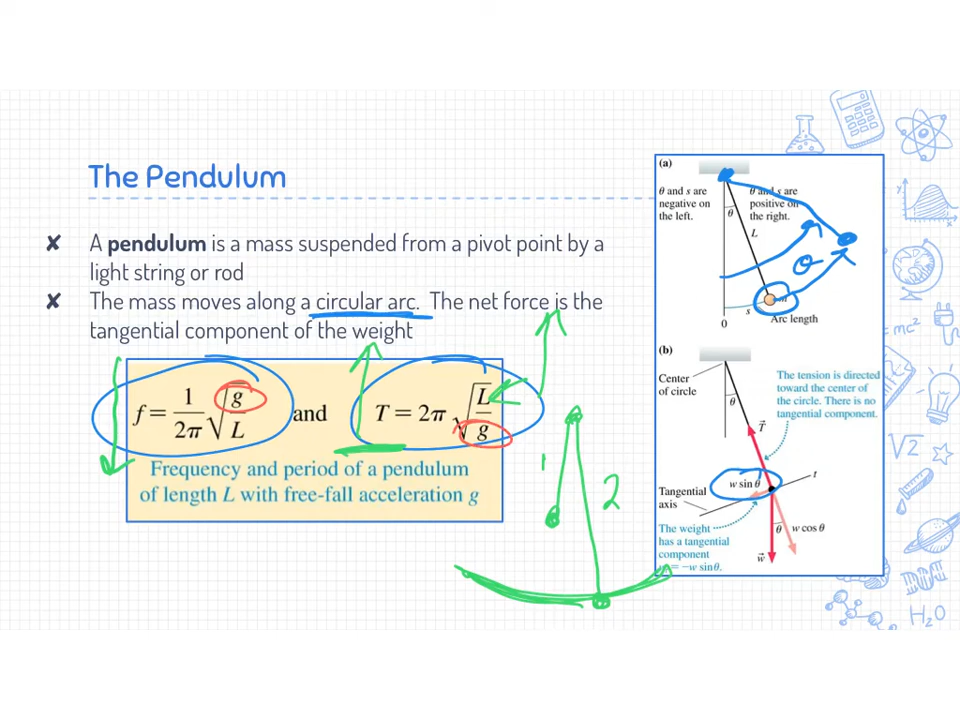 The Pendulum
✘ A pendulum is a mass suspended from a pivot point by a
light string or rod
✘ The mass moves along a circular arc. The net force is the
tangential component of the weight
f = 1/2π √g/L and T = 2π √L/g
Frequency and period of a pendulum
of length L with free-fall acceleration g
1
2
(a)
θ and s are
negative on
the left.
θ and s are
positive on
the right.
θ
L
θ
m
s
Arc length
0
(b)
Center
of circle
The tension is directed
toward the center of
the circle. There is no
tangential component.
θ
T
w sin θ
t
Tangential
axis
θ
w cos θ
The weight
has a tangential
component
= −w sinθ.
w
y
x
= mc²
√2
H₂O